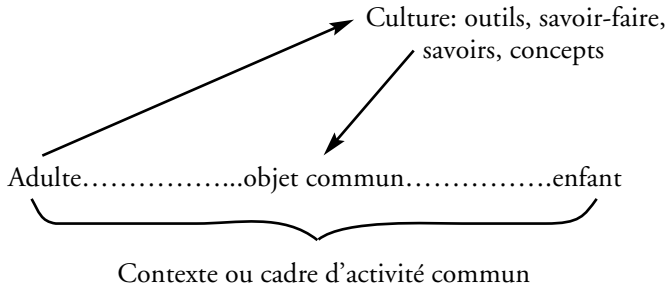 Culture: outils, savoir-faire,
savoirs, concepts
Adulte……………...objet commun…………….enfant
Contexte ou cadre d’activité commun